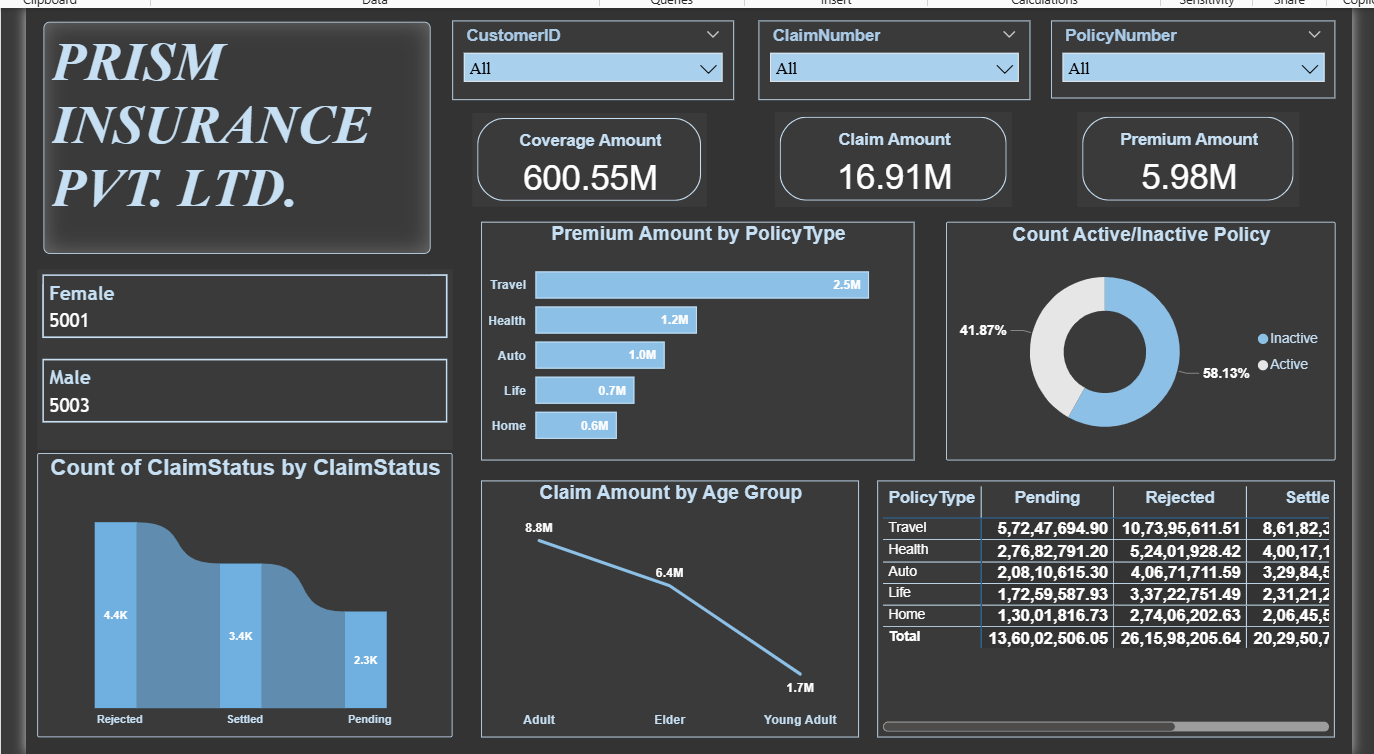 Clipboard
Data
Queries
Insert
Calculations
Sensitivity
Share
PRISM
INSURANCE
PVT. LTD.
CustomerID
All
ClaimNumber
All
PolicyNumber
All
Coverage Amount
600.55M
Claim Amount
16.91M
Premium Amount
5.98M
Female
5001
Male
5003
Premium Amount by PolicyType
Travel 2.5M
Health 1.2M
Auto 1.0M
Life 0.7M
Home 0.6M
Count Active/Inactive Policy
41.87%
58.13%
Inactive
Active
Count of ClaimStatus by ClaimStatus
4.4K
3.4K
2.3K
Rejected Settled Pending
Claim Amount by Age Group
8.8M
6.4M
1.7M
Adult Elder Young Adult
PolicyType Pending Rejected Settle
Travel 5,72,47,694.90 10,73,95,611.51 8,61,82,3
Health 2,76,82,791.20 5,24,01,928.42 4,00,17,1
Auto 2,08,10,615.30 4,06,71,711.59 3,29,84,5
Life 1,72,59,587.93 3,37,22,751.49 2,31,21,2
Home 1,30,01,816.73 2,74,06,202.63 2,06,45,5
Total 13,60,02,506.05 26,15,98,205.64 20,29,50,7